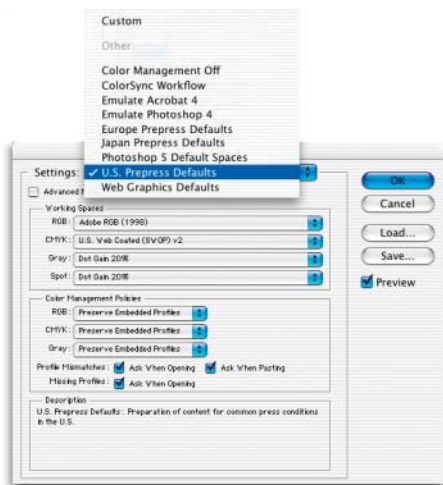 Custom
Other
Color Management Off
ColorSync Workflow
Emulate Acrobat 4
Emulate Photoshop 4
Europe Prepress Defaults
Japan Prepress Defaults
Photoshop 5 Default Spaces
Settings: ✓ U.S. Prepress Defaults
Web Graphics Defaults
Advanced
OK
Cancel
Load...
Save...
Preview
Working Spaces
RGB: Adobe RGB (1998)
CMYK: U.S. Web Coated (SWOP) v2
Gray: Dot Gain 20%
Spot: Dot Gain 20%
Color Management Policies
RGB: Preserve Embedded Profiles
CMYK: Preserve Embedded Profiles
Gray: Preserve Embedded Profiles
Profile Mismatches: Ask When Opening Ask When Pasting
Missing Profiles: Ask When Opening
Description
U.S. Prepress Defaults: Preparation of content for common press conditions
in the U.S.